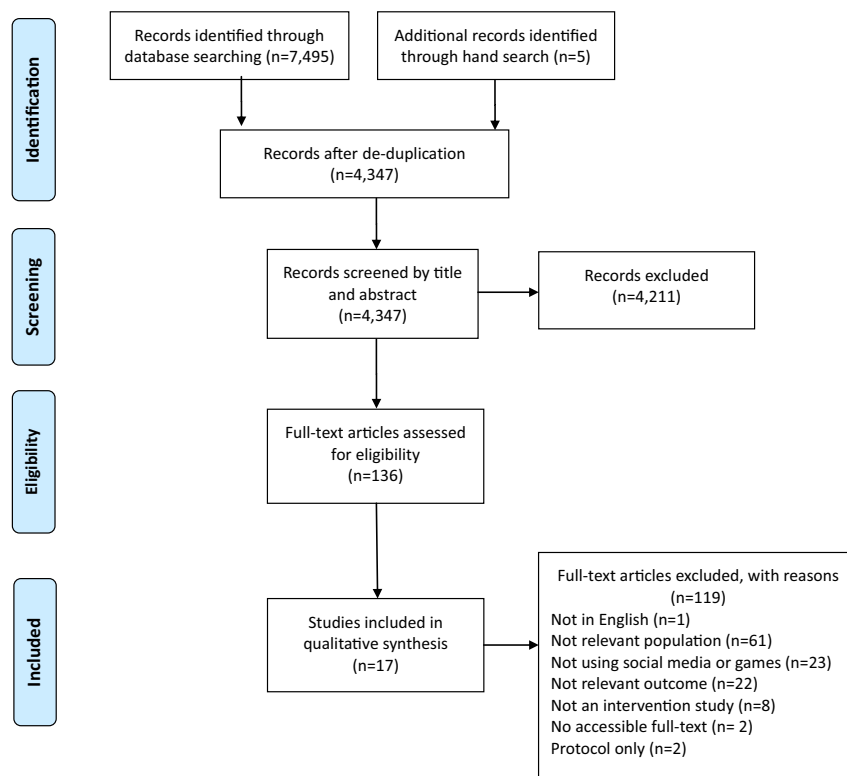 Identification
Records identified through
database searching (n=7,495)
Additional records identified
through hand search (n=5)
Records after de-duplication
(n=4,347)
Screening
Records screened by title
and abstract
(n=4,347)
Records excluded
(n=4,211)
Eligibility
Full-text articles assessed
for eligibility
(n=136)
Included
Studies included in
qualitative synthesis
(n=17)
Full-text articles excluded, with reasons
(n=119)
Not in English (n=1)
Not relevant population (n=61)
Not using social media or games (n=23)
Not relevant outcome (n=22)
Not an intervention study (n=8)
No accessible full-text (n= 2)
Protocol only (n=2)